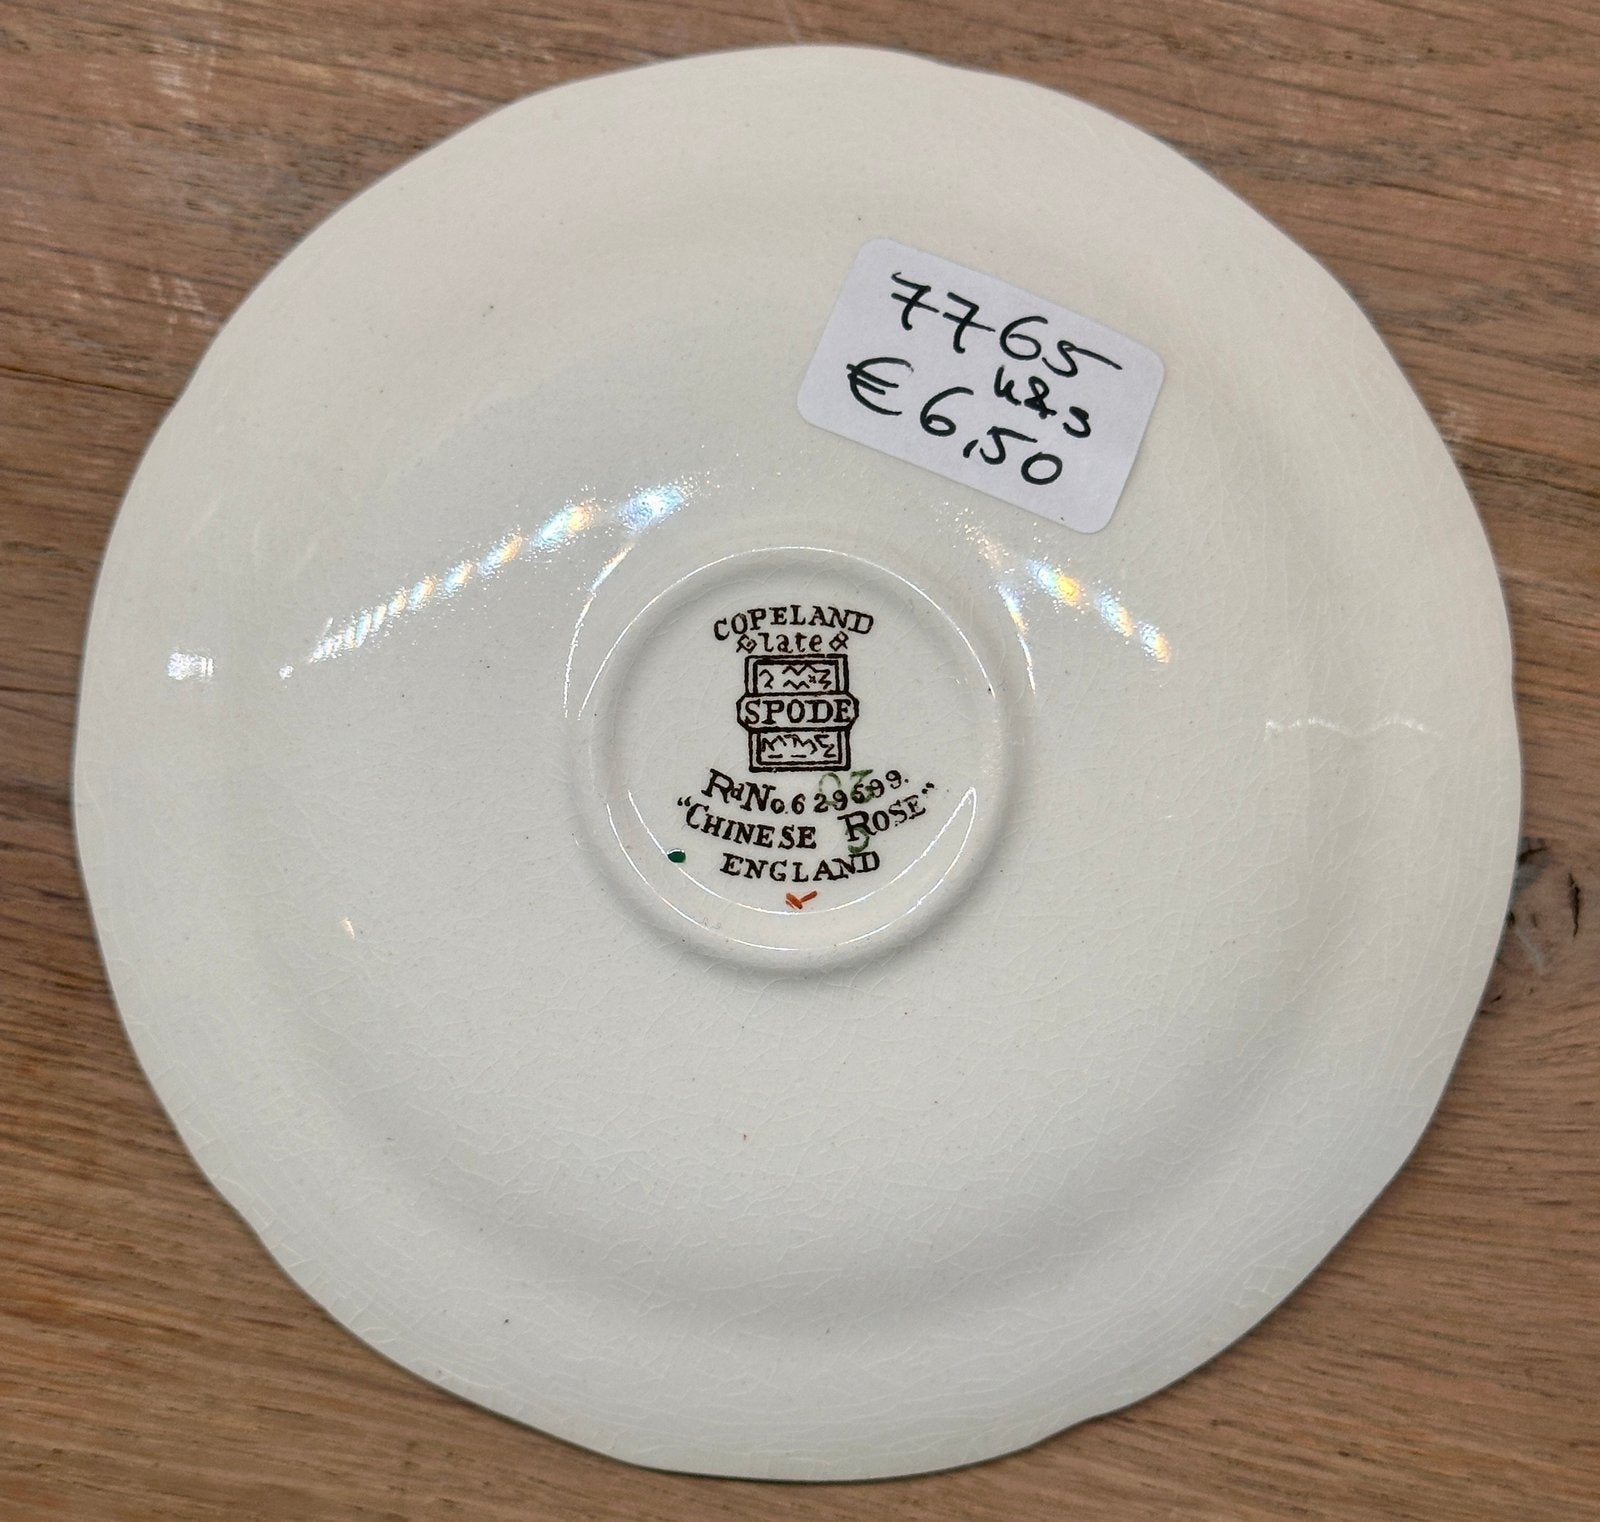 7765
k&s
€6,50
COPELAND
late
SPODE
RdNo. 629599.
"CHINESE ROSE"
ENGLAND